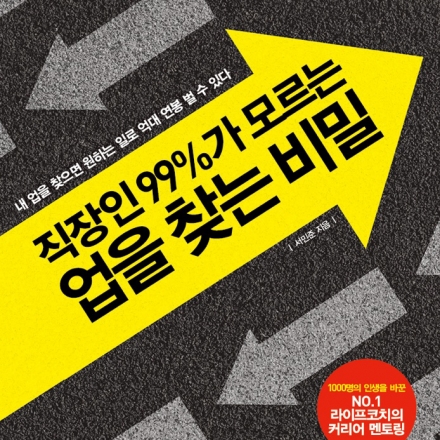 내 업을 찾으면 원하는 일로 억대 연봉 벌 수 있다
직장인 99%가 모르는
업을 찾는 비밀
| 서인준 지음 |
1000명의 인생을 바꾼
NO.1
라이프코치의
커리어 멘토링